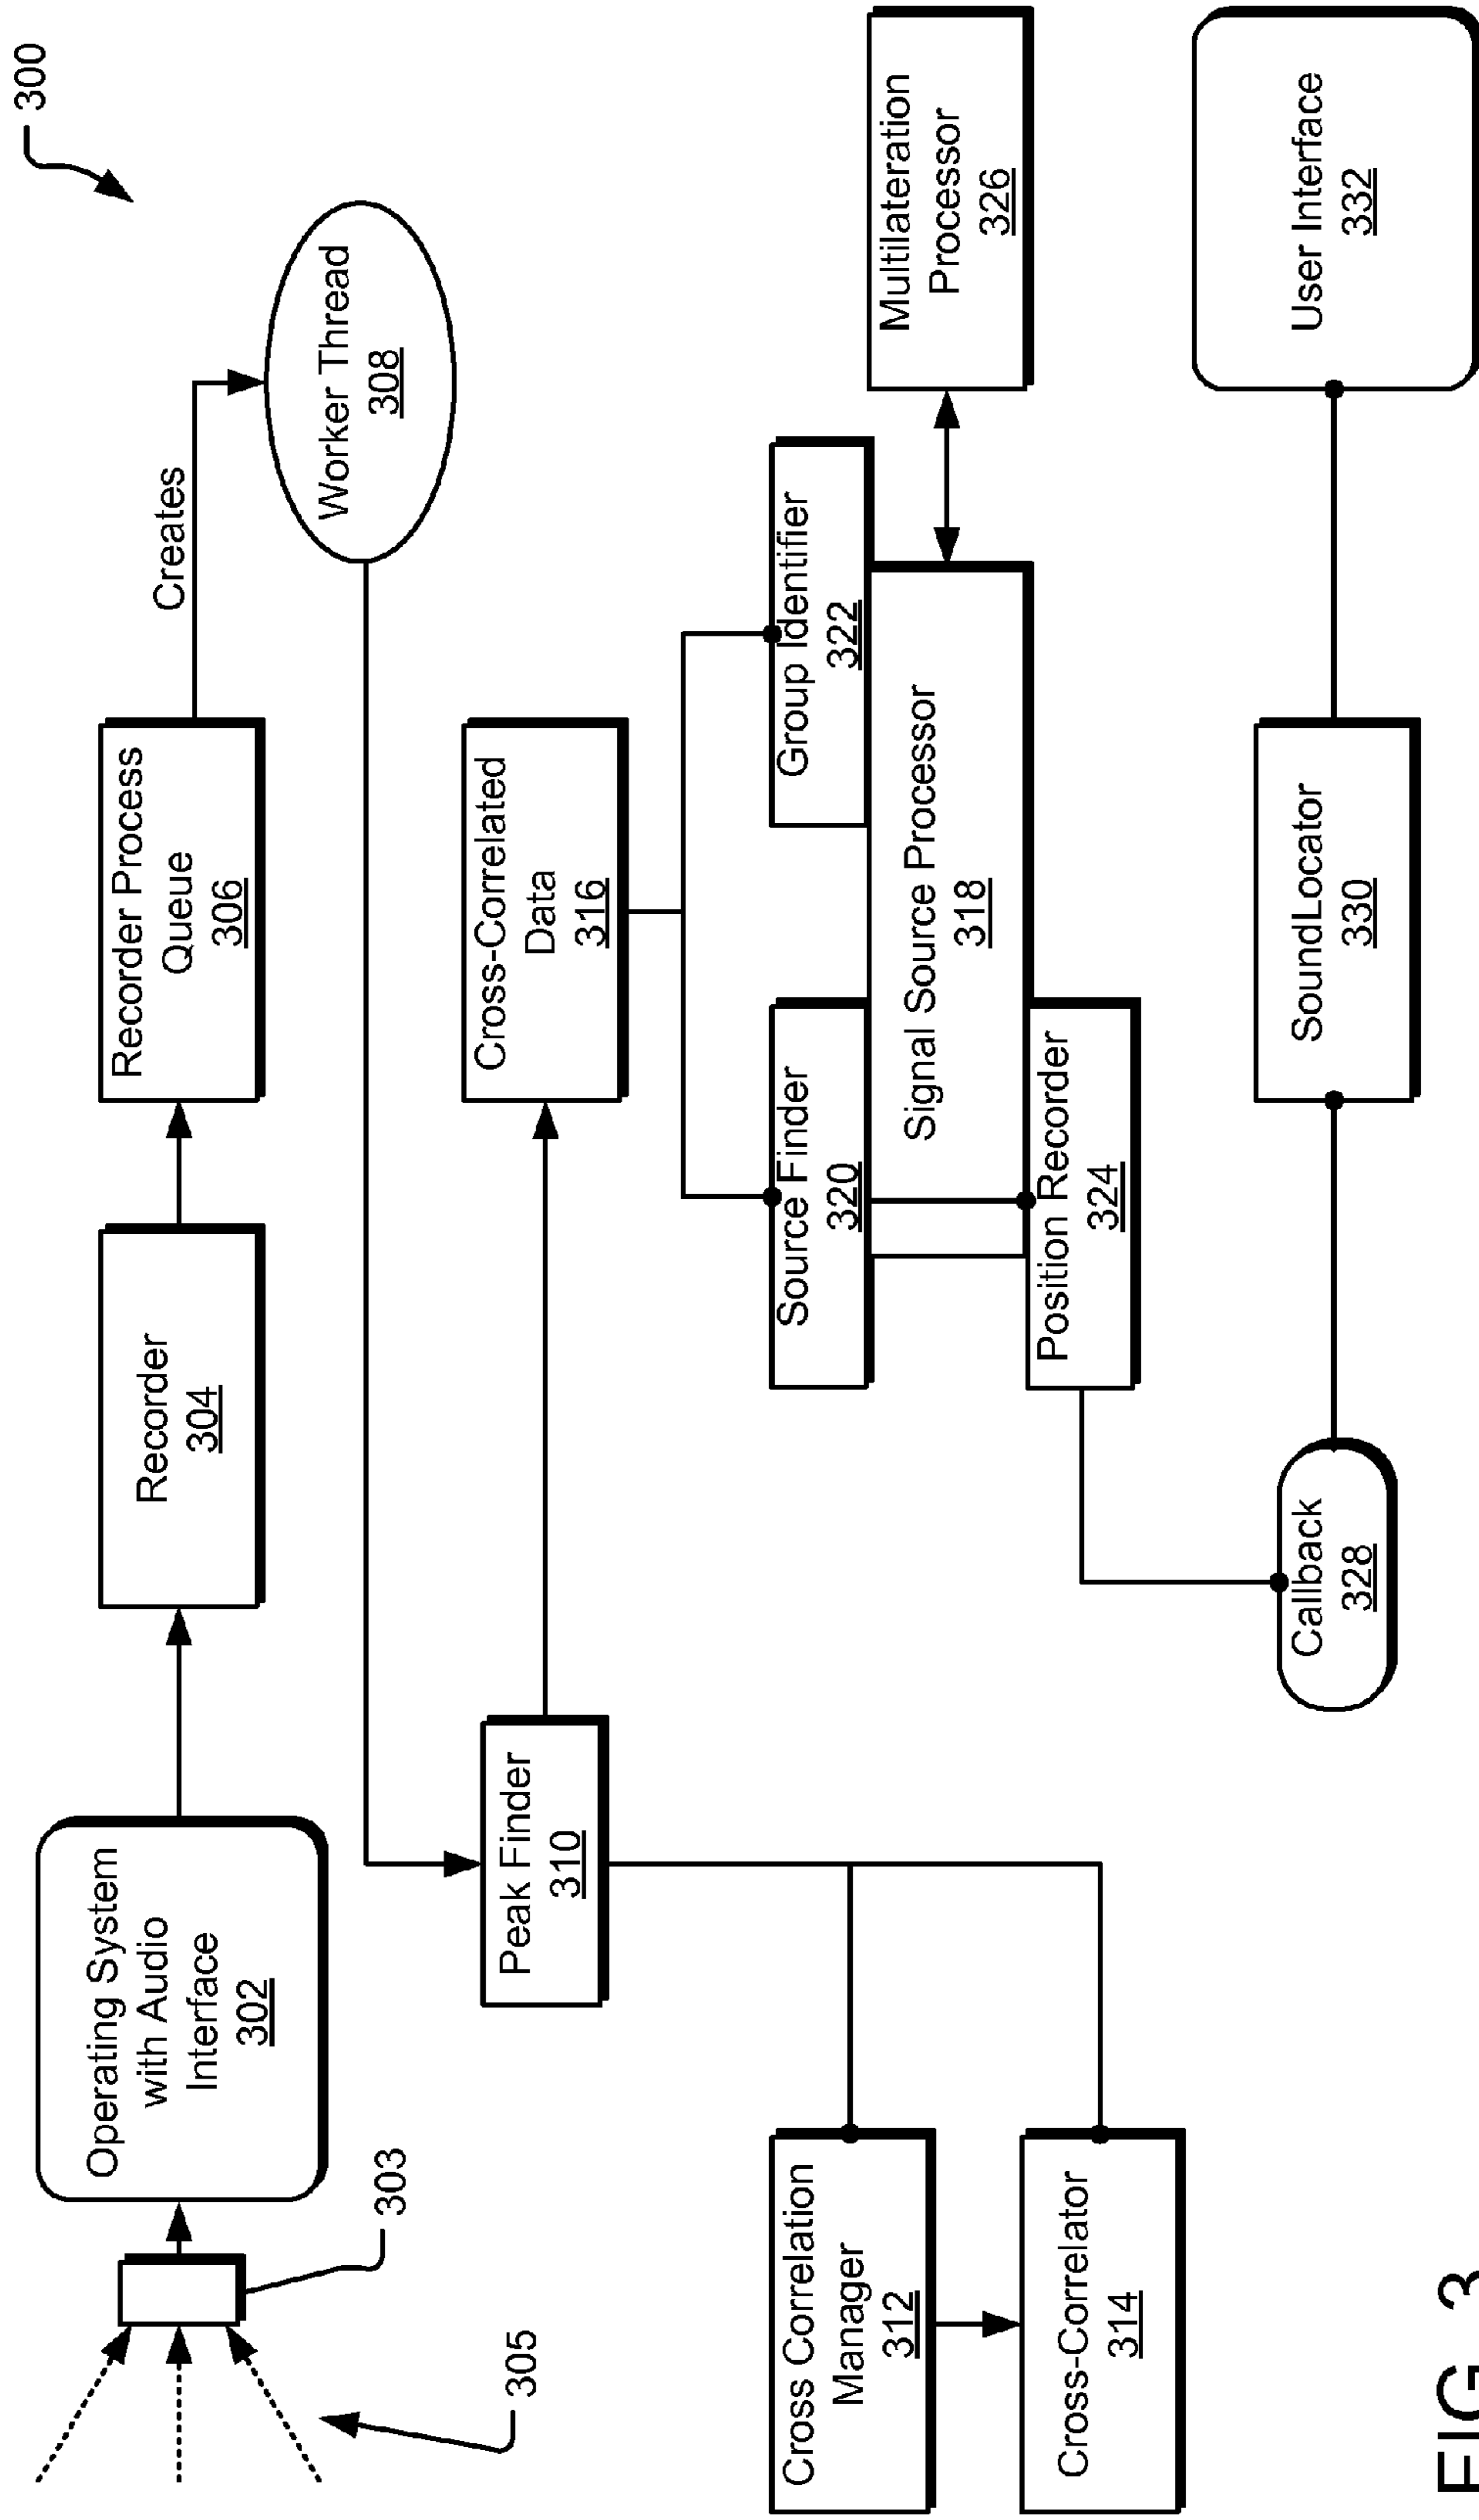 300
Operating System
with Audio
Interface
302
303
305
Recorder
304
Recorder Process
Queue
306
Creates
Worker Thread
308
Peak Finder
310
Cross-Correlated
Data
316
Cross Correlation
Manager
312
Cross-Correlator
314
Source Finder
320
Group Identifier
322
Signal Source Processor
318
Position Recorder
324
Multilateration
Processor
326
Callback
328
SoundLocator
330
User Interface
332
FIG. 3